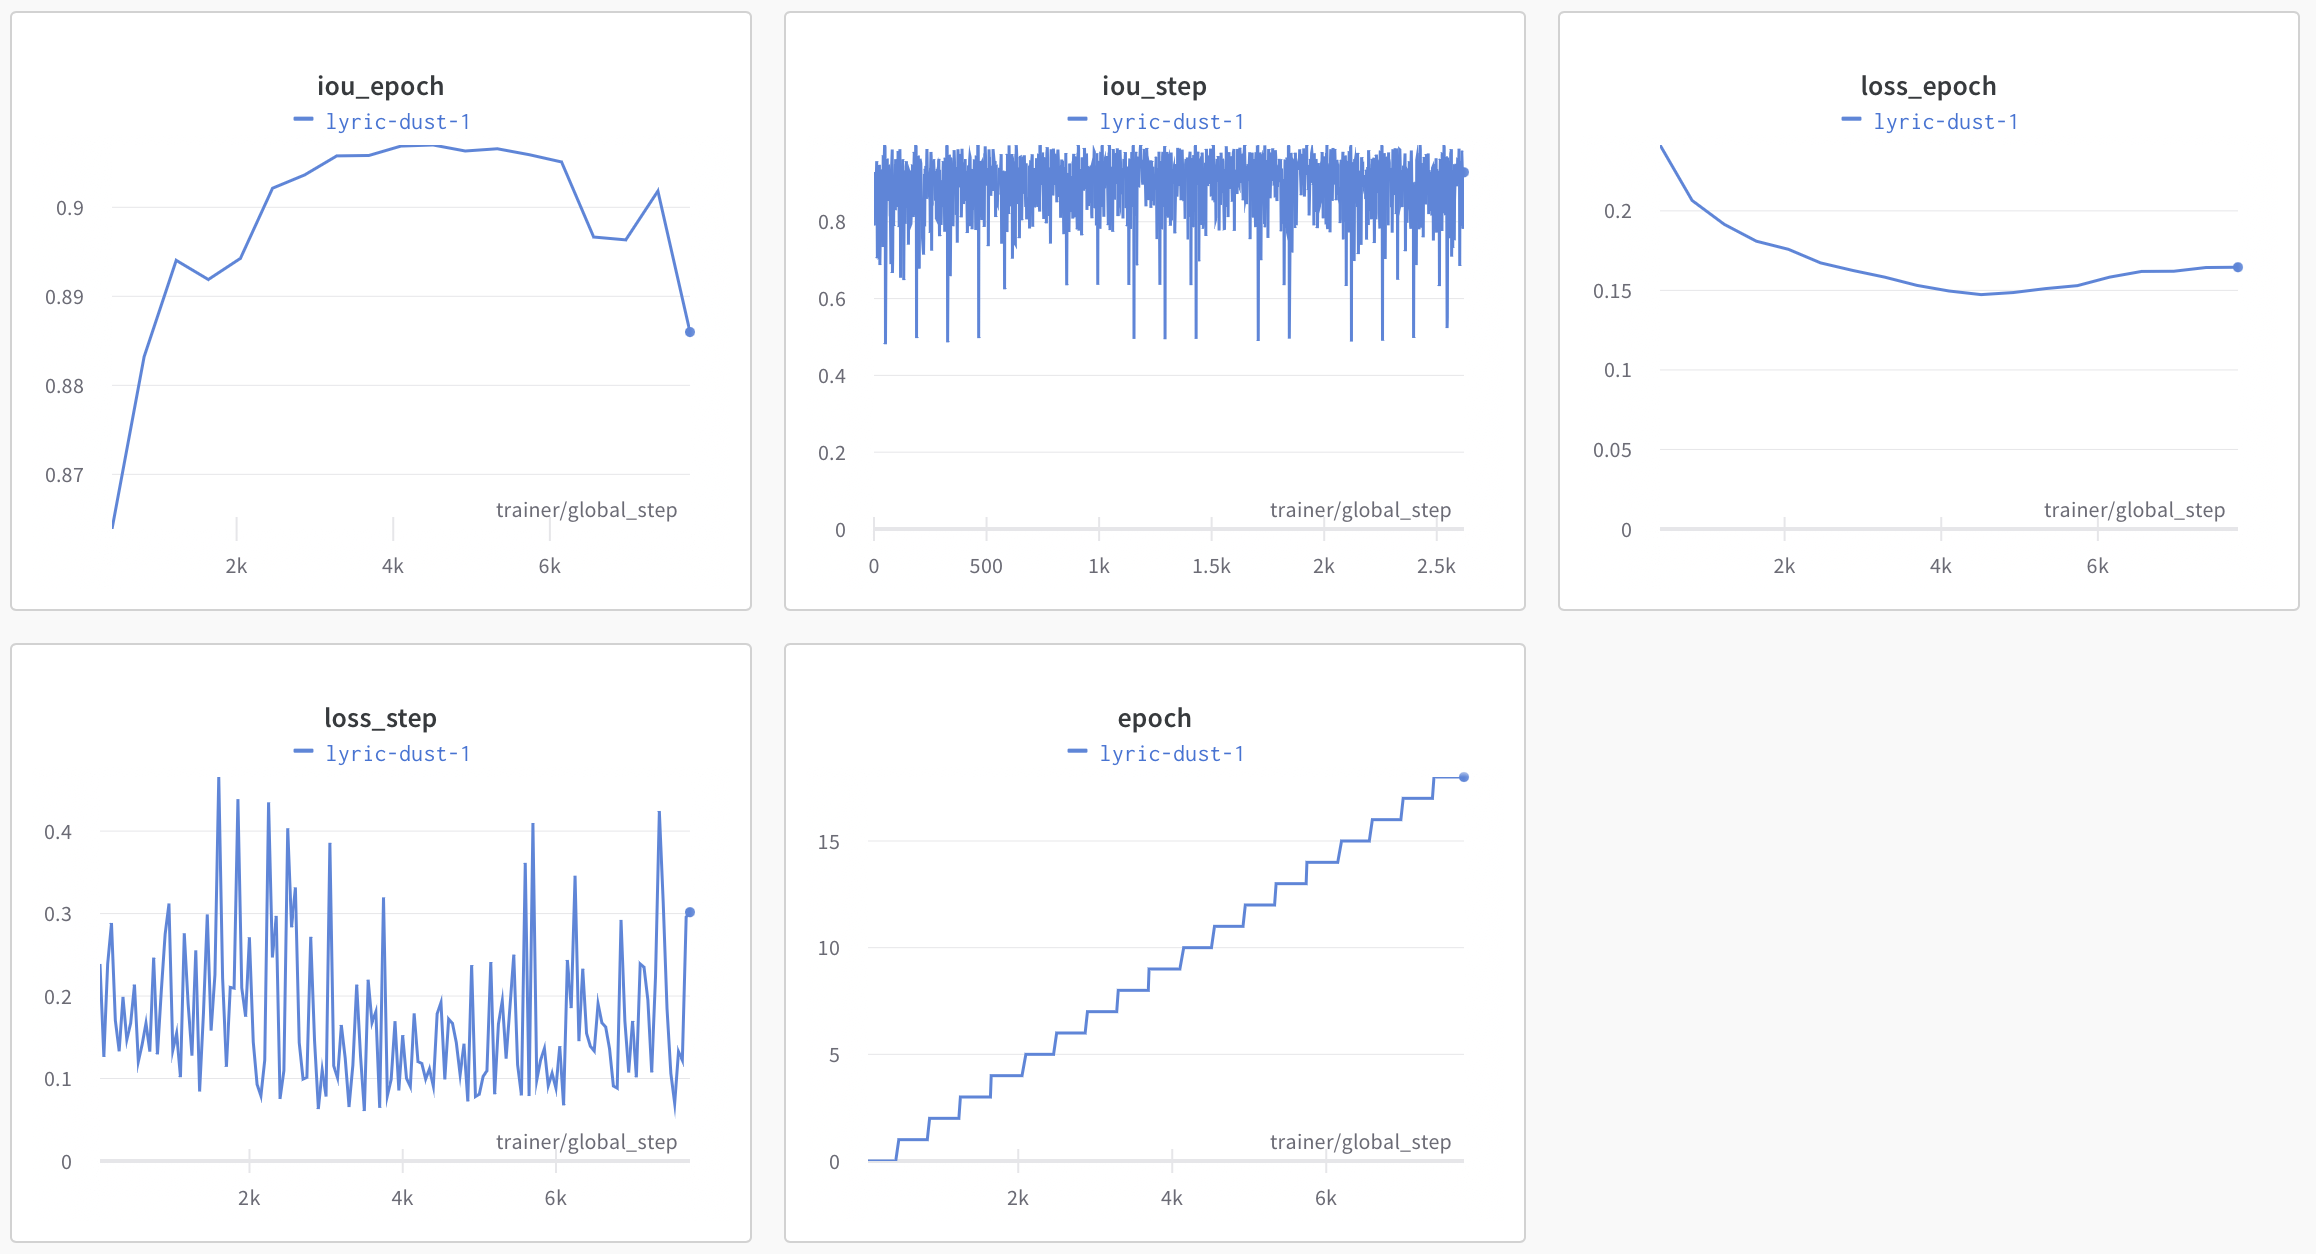 iou_epoch
lyric-dust-1
0.9
0.89
0.88
0.87
trainer/global_step
2k 4k 6k
iou_step
lyric-dust-1
0.8
0.6
0.4
0.2
0
trainer/global_step
0 500 1k 1.5k 2k 2.5k
loss_epoch
lyric-dust-1
0.2
0.15
0.1
0.05
0
trainer/global_step
2k 4k 6k
loss_step
lyric-dust-1
0.4
0.3
0.2
0.1
0
trainer/global_step
2k 4k 6k
epoch
lyric-dust-1
15
10
5
0
trainer/global_step
2k 4k 6k